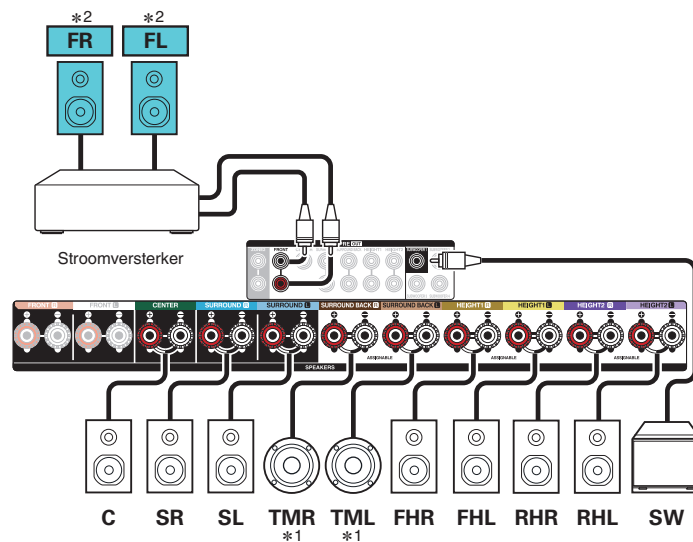 *2 *2
FR FL
Stroomversterker
PRE OUT
FRONT
FRONT R FRONT L CENTER SURROUND R SURROUND L SURROUND BACK R SURROUND BACK L HEIGHT1 R HEIGHT1 L HEIGHT2 R HEIGHT2 L
ASSIGNABLE ASSIGNABLE ASSIGNABLE
SPEAKERS
C SR SL TMR TML FHR FHL RHR RHL SW
*1 *1